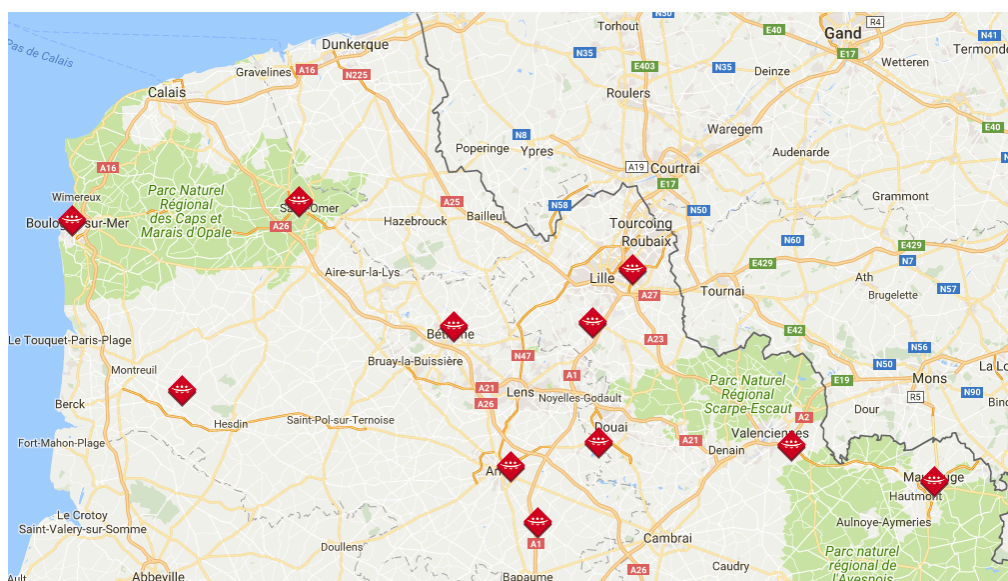 N50
Torhout
E40
R4
Gand
N41
E17
Termonde
Wetteren
Pas de Calais
Dunkerque
N35
A16
Gravelines
N225
E403
N35
Deinze
Calais
Roulers
Waregem
E40
N8
Poperinge
Ypres
Audenarde
A16
A19
Courtrai
E17
Wimereux
Parc Naturel
Régional
des Caps et
Marais d'Opale
A26
A25
Bailleul
Hazebrouck
N58
N50
Grammont
Tourcoing
Roubaix
N60
E429
N7
E429
Aire-sur-la-Lys
Lille
A27
Tournai
Ath
Brugelette
N57
E42
A23
Le Touquet-Paris-Plage
N56
Montreuil
Bruay-la-Buissière
N47
A1
N50
E19
Mons
A21
A26
Lens
Noyelles-Godault
Parc Naturel
Régional
Scarpe-Escaut
N90
R5
Dour
Berck
Hesdin
Saint-Pol-sur-Ternoise
A2
Douai
Valenciennes
A21
Denain
Fort-Mahon-Plage
Hautmont
Le Crotoy
Saint-Valery-sur-Somme
Aulnoye-Aymeries
Doullens
A1
Cambrai
Parc naturel
régional de
l'Avesnois
Ault
Abbeville
Bapaume
A26
Caudry